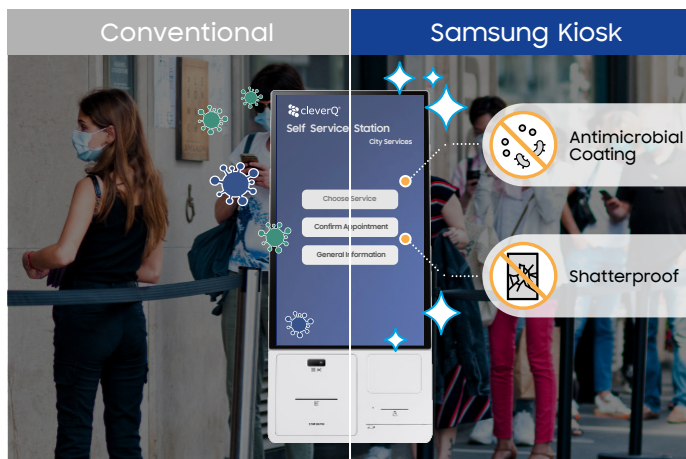 Conventional
Samsung Kiosk
cleverQ
Self Service Station
City Services
Choose Service
Confirm Appointment
General Information
Antimicrobial
Coating
Shatterproof